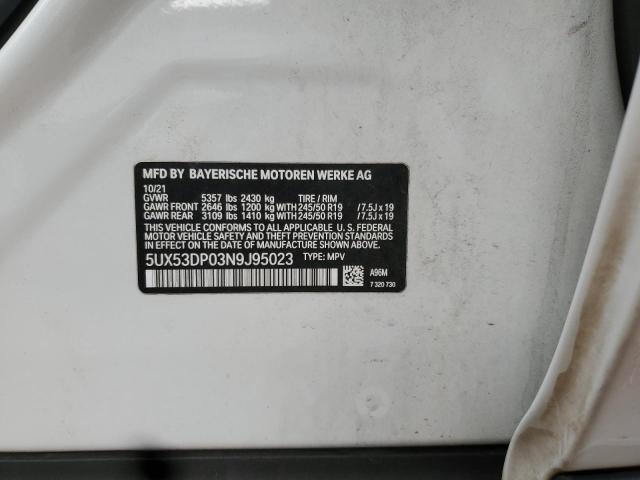 MFD BY BAYERISCHE MOTOREN WERKE AG
10/21
GVWR 5357 lbs 2430 kg TIRE / RIM
GAWR FRONT 2646 lbs 1200 kg WITH 245/50 R19 / 7.5J x 19
GAWR REAR 3109 lbs 1410 kg WITH 245/50 R19 / 7.5J x 19
THIS VEHICLE CONFORMS TO ALL APPLICABLE FEDERAL
MOTOR VEHICLE SAFETY AND THEFT PREVENTION
STANDARDS IN EFFECT ON THE DATE OF MANUFACTURE
SHOWN ABOVE.
5UX53DP03N9J95023 TYPE: MPV
A96M
7 320 730